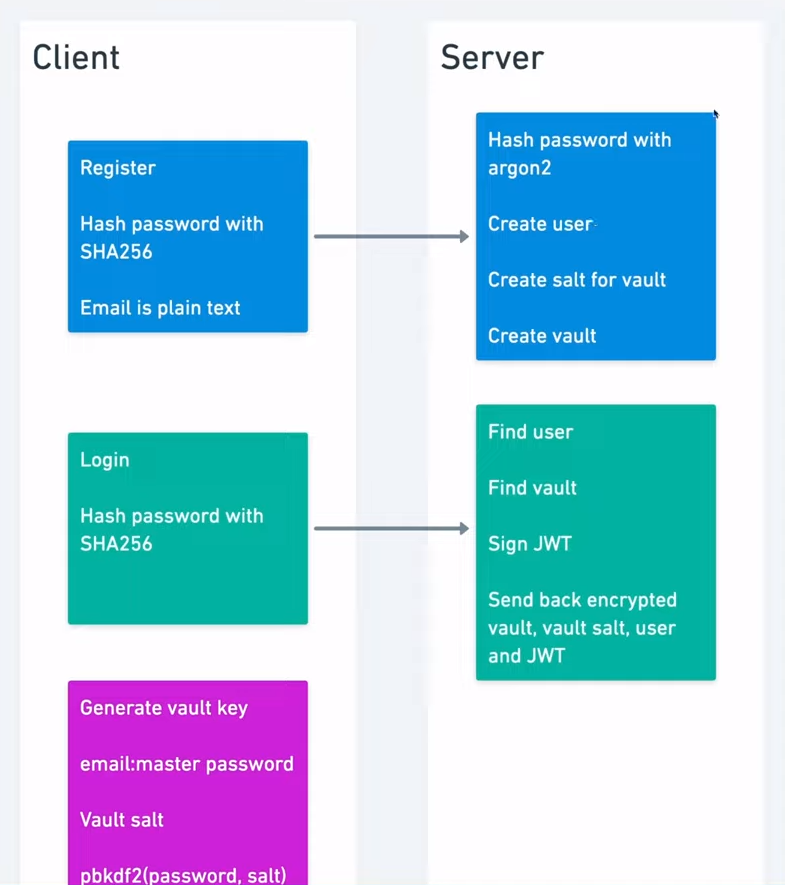 Client
Register
Hash password with
SHA256
Email is plain text
Login
Hash password with
SHA256
Generate vault key
email:master password
Vault salt
pbkdf2(password, salt)
Server
Hash password with
argon2
Create user
Create salt for vault
Create vault
Find user
Find vault
Sign JWT
Send back encrypted
vault, vault salt, user
and JWT